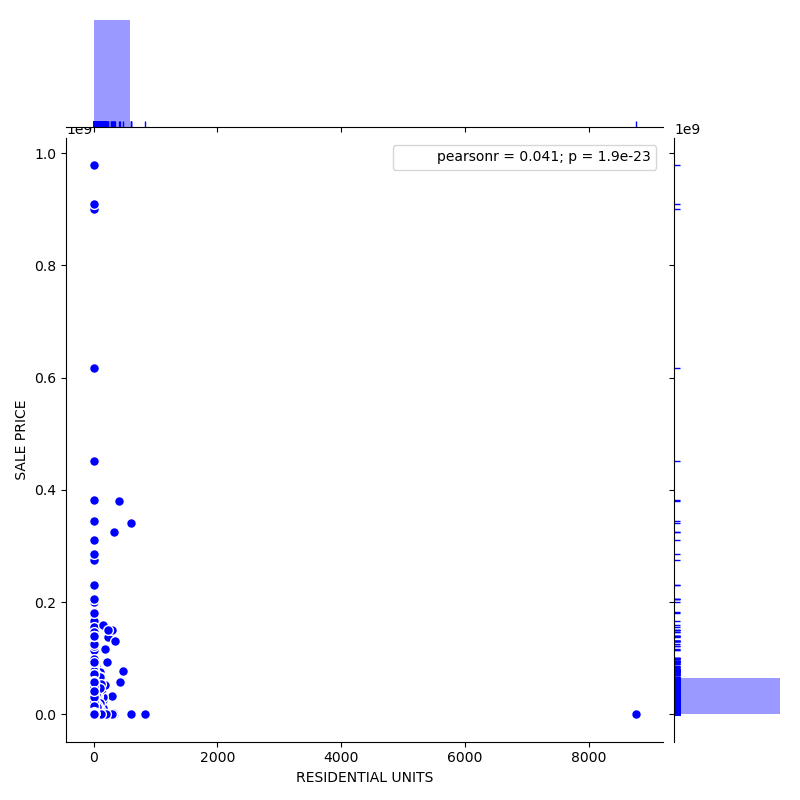 1e9
1e9
pearsonr = 0.041; p = 1.9e-23
1.0
0.8
0.6
0.4
0.2
0.0
SALE PRICE
0
2000
4000
6000
8000
RESIDENTIAL UNITS